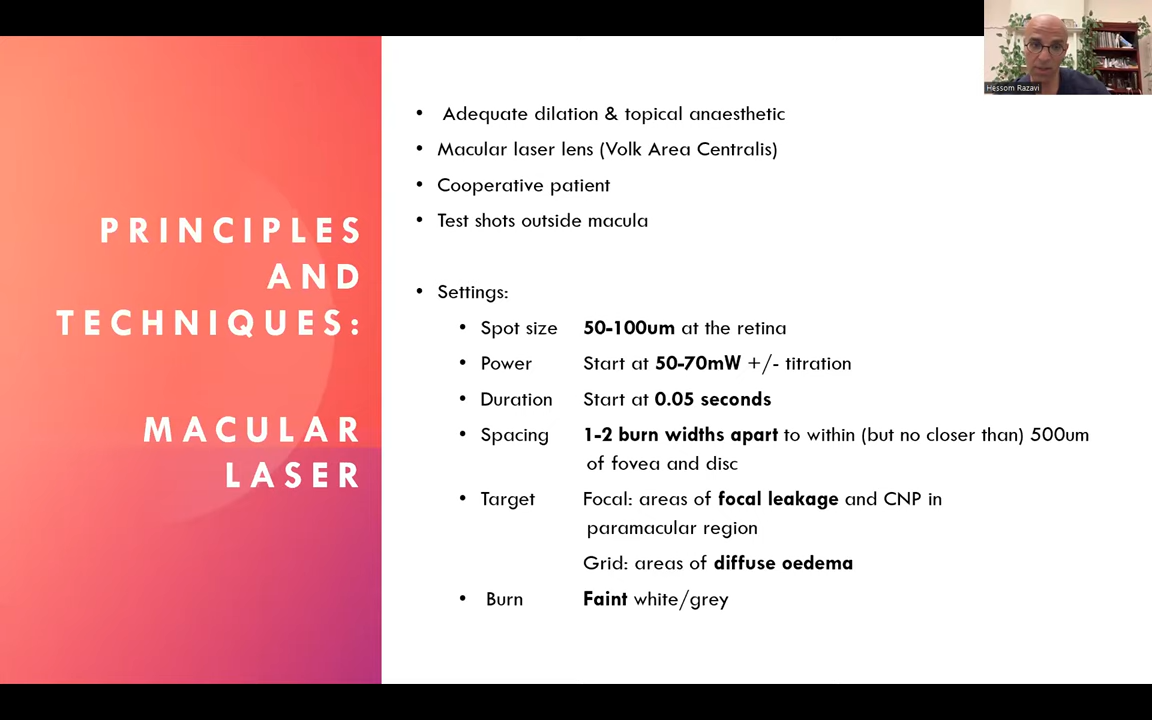 PRINCIPLES
AND
TECHNIQUES:
MACULAR
LASER
• Adequate dilation & topical anaesthetic
• Macular laser lens (Volk Area Centralis)
• Cooperative patient
• Test shots outside macula
• Settings:
• Spot size 50-100um at the retina
• Power Start at 50-70mW +/- titration
• Duration Start at 0.05 seconds
• Spacing 1-2 burn widths apart to within (but no closer than) 500um
of fovea and disc
• Target Focal: areas of focal leakage and CNP in
paramacular region
Grid: areas of diffuse oedema
• Burn Faint white/grey
Hessom Razavi